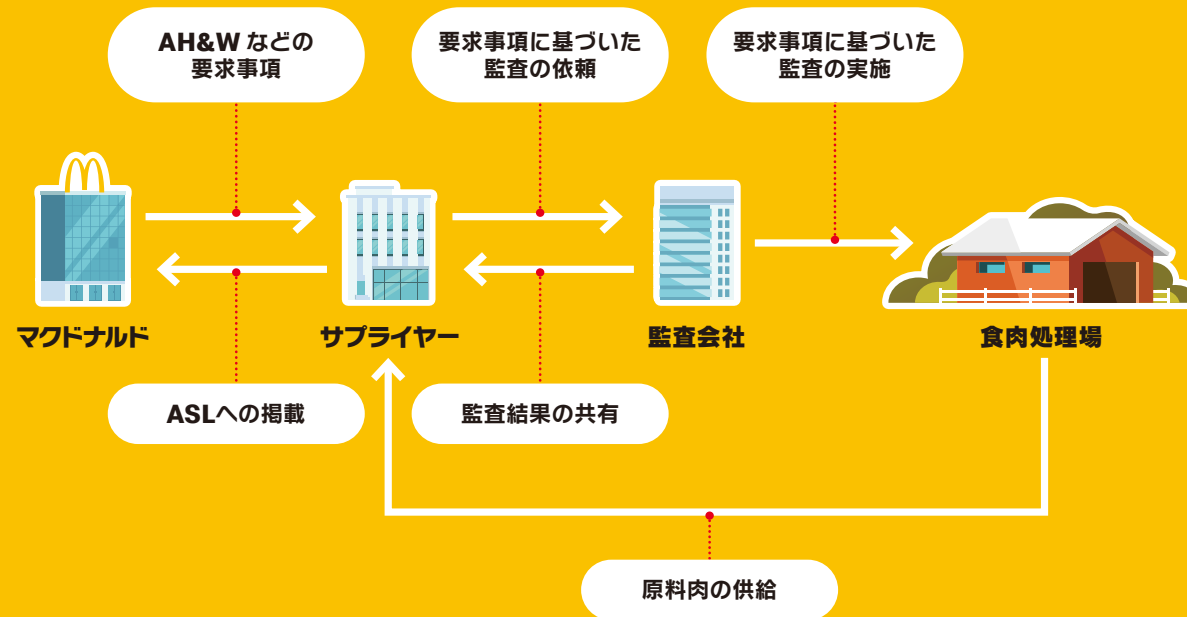 AH&W などの
要求事項
要求事項に基づいた
監査の依頼
要求事項に基づいた
監査の実施
マクドナルド
サプライヤー
監査会社
食肉処理場
ASLへの掲載
監査結果の共有
原料肉の供給